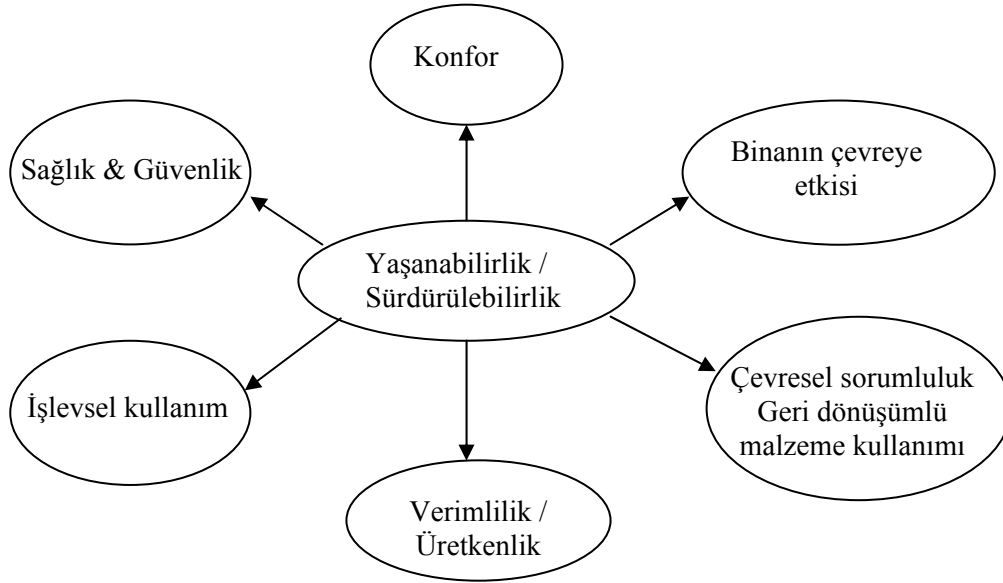 Konfor
Sağlık & Güvenlik
Binanın çevreye
etkisi
Yaşanabilirlik /
Sürdürülebilirlik
İşlevsel kullanım
Çevresel sorumluluk
Geri dönüşümlü
malzeme kullanımı
Verimlilik /
Üretkenlik